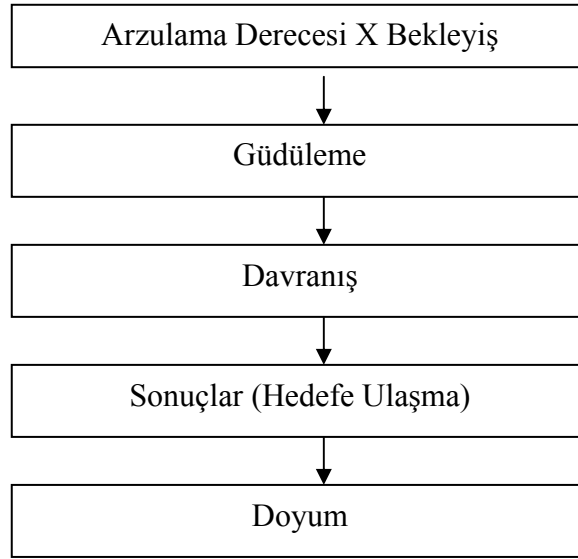 Arzulama Derecesi X Bekleyiş
Güdüleme
Davranış
Sonuçlar (Hedefe Ulaşma)
Doyum